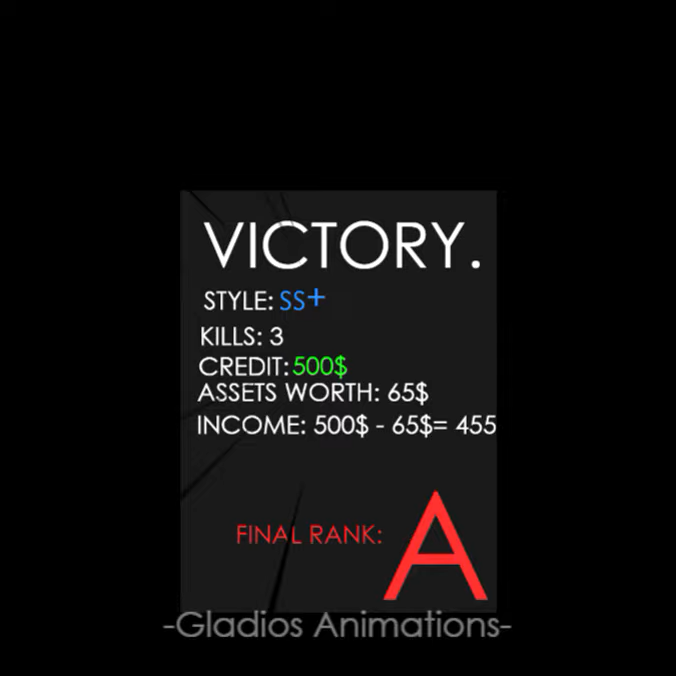 VICTORY.
STYLE: SS+
KILLS: 3
CREDIT: 500$
ASSETS WORTH: 65$
INCOME: 500$ - 65$= 455
FINAL RANK: A
-Gladios Animations-